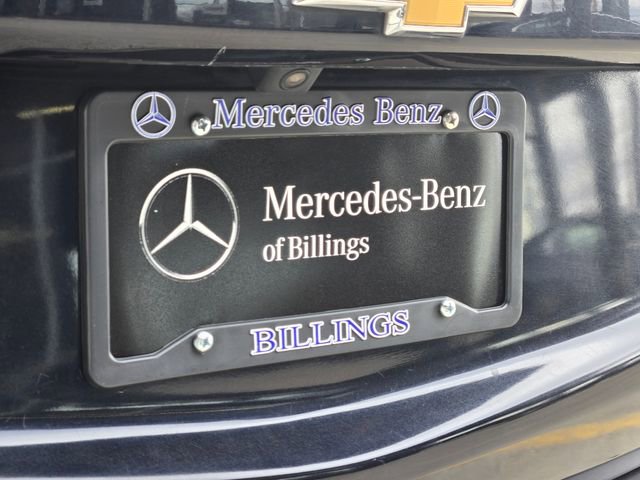 Mercedes Benz
Mercedes-Benz
of Billings
BILLINGS